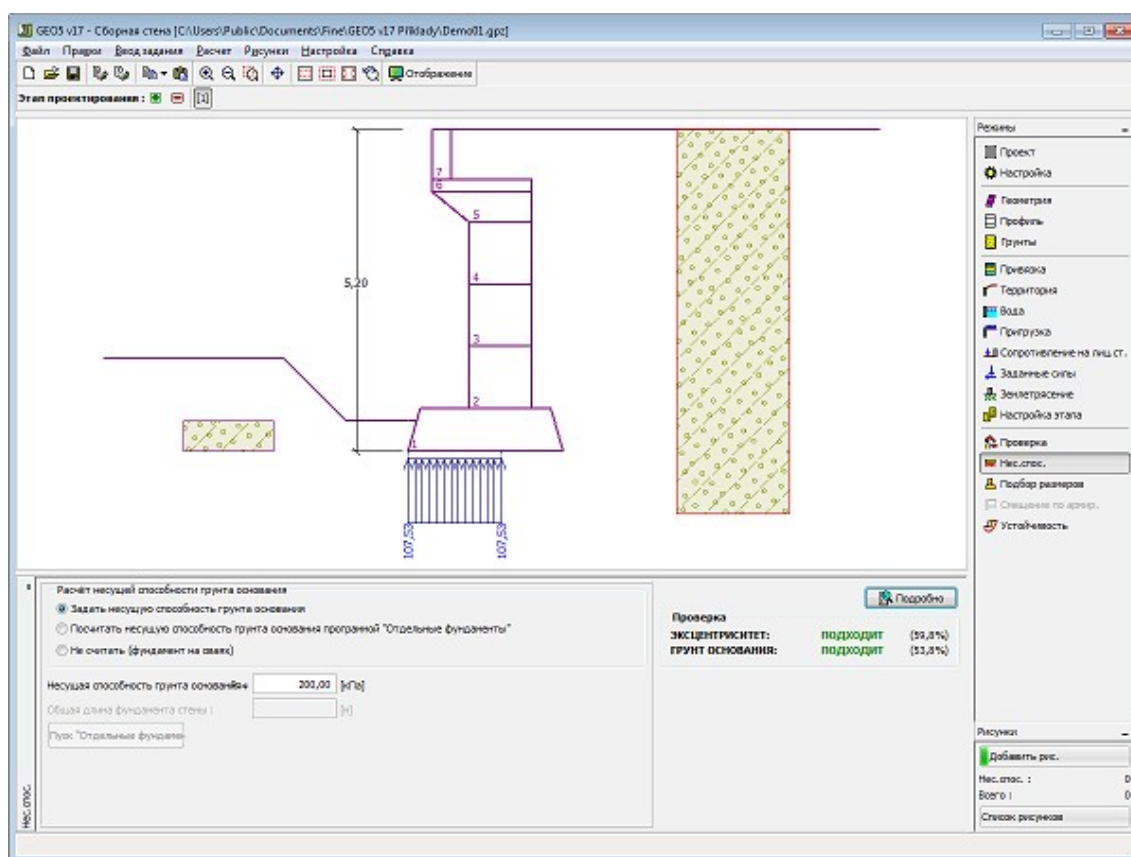 GEO5 v17 - Сборная стена [C:\Users\Public\Documents\Fine\GEO5 v17 Příklady\Demo01.gpz]
Файл Правка Ввод задания Расчет Рисунки Настройка Справка
Отображение
Этап проектирования : [1]
5,20
7
6
5
4
3
2
1
107,53 107,53
Режимы
Проект
Настройка
Геометрия
Профиль
Грунты
Привязка
Территория
Вода
Пригрузка
Сопротивление на лиц.ст.
Заданные силы
Землетрясение
Настройка этапа
Проверка
Нес.спос.
Подбор размеров
Смещение по армир.
Устойчивость
Расчёт несущей способности грунта основания
Задать несущую способность грунта основания
Посчитать несущую способность грунта основания программой "Отдельные фундаменты"
Не считать (фундамент на сваях)
Несущая способность грунта основания 200,00 [кПа]
Общая длина фундамента стены : [м]
Пуск "Отдельные фундаме
Подробно
Проверка
ЭКСЦЕНТРИСИТЕТ: ПОДХОДИТ (59,8%)
ГРУНТ ОСНОВАНИЯ: ПОДХОДИТ (53,8%)
Нес.спос.
Рисунки
Добавить рис.
Нес.спос. : 0
Всего : 0
Список рисунков